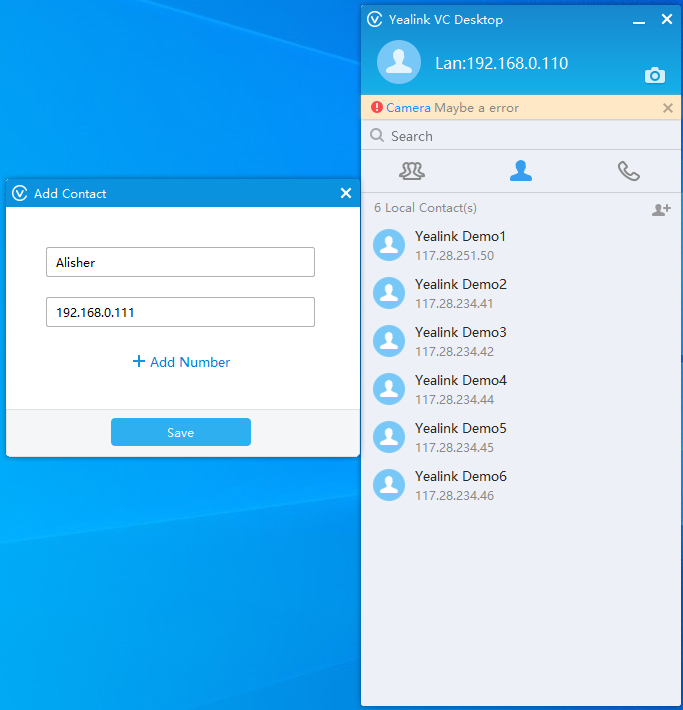 Yealink VC Desktop
Lan:192.168.0.110
Camera Maybe a error
Search
6 Local Contact(s)
Yealink Demo1
117.28.251.50
Yealink Demo2
117.28.234.41
Yealink Demo3
117.28.234.42
Yealink Demo4
117.28.234.44
Yealink Demo5
117.28.234.45
Yealink Demo6
117.28.234.46
Add Contact
Alisher
192.168.0.111
+ Add Number
Save